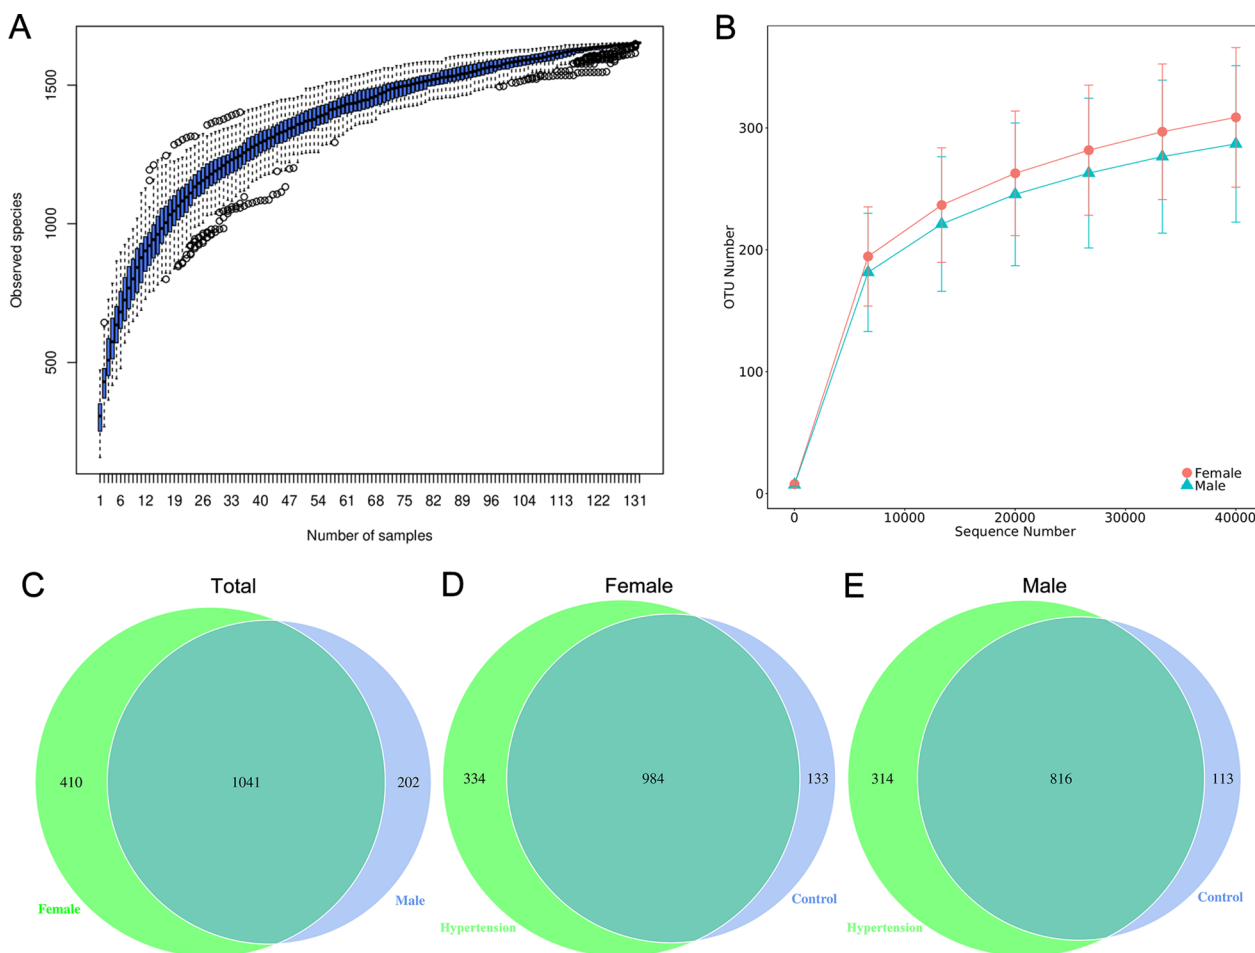 A
Observed species
1500
1000
500
1 6 12 19 26 33 40 47 54 61 68 75 82 89 96 104 113 122 131
Number of samples
B
OTU Number
300
200
100
0
Female
Male
0 10000 20000 30000 40000
Sequence Number
C
Total
410
1041
202
Female
Male
D
Female
334
984
133
Hypertension
Control
E
Male
314
816
113
Hypertension
Control